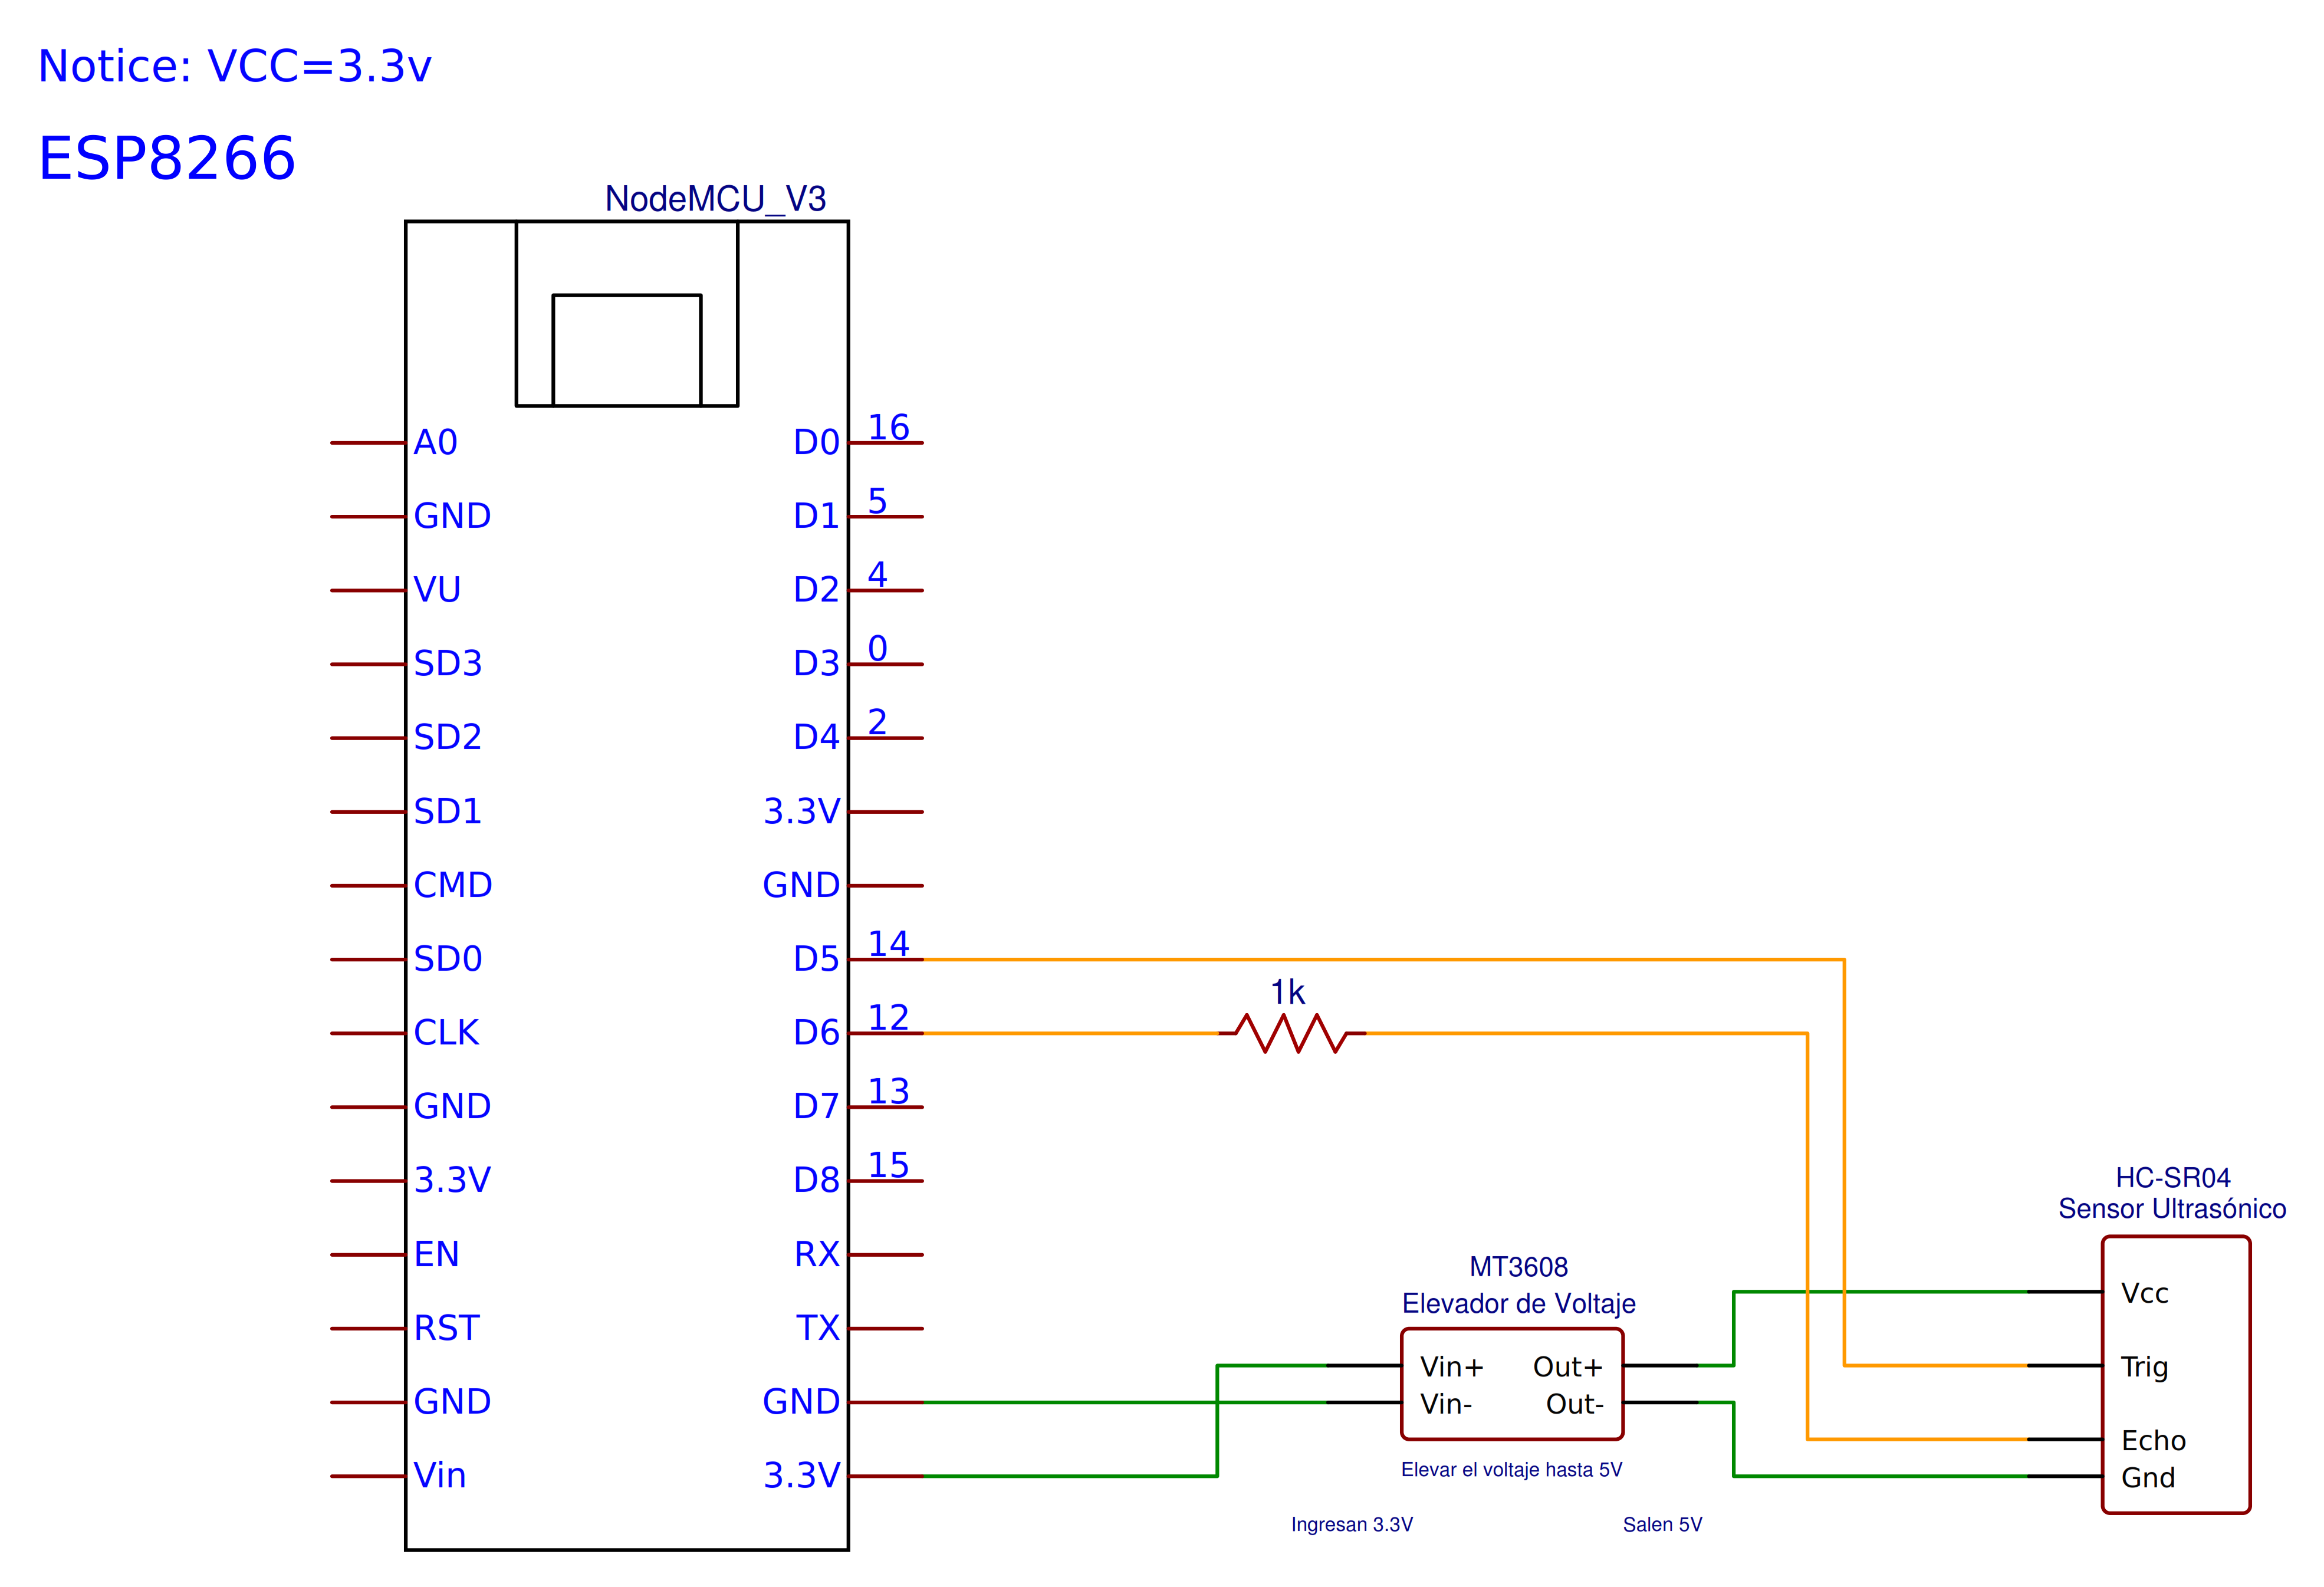 Notice: VCC=3.3v
ESP8266
NodeMCU_V3
A0
GND
VU
SD3
SD2
SD1
CMD
SD0
CLK
GND
3.3V
EN
RST
GND
Vin
D0 16
D1 5
D2 4
D3 0
D4 2
3.3V
GND
D5 14
D6 12
D7 13
D8 15
RX
TX
GND
3.3V
1k
MT3608
Elevador de Voltaje
Vin+ Out+
Vin- Out-
Elevar el voltaje hasta 5V
Ingresan 3.3V Salen 5V
HC-SR04
Sensor Ultrasónico
Vcc
Trig
Echo
Gnd